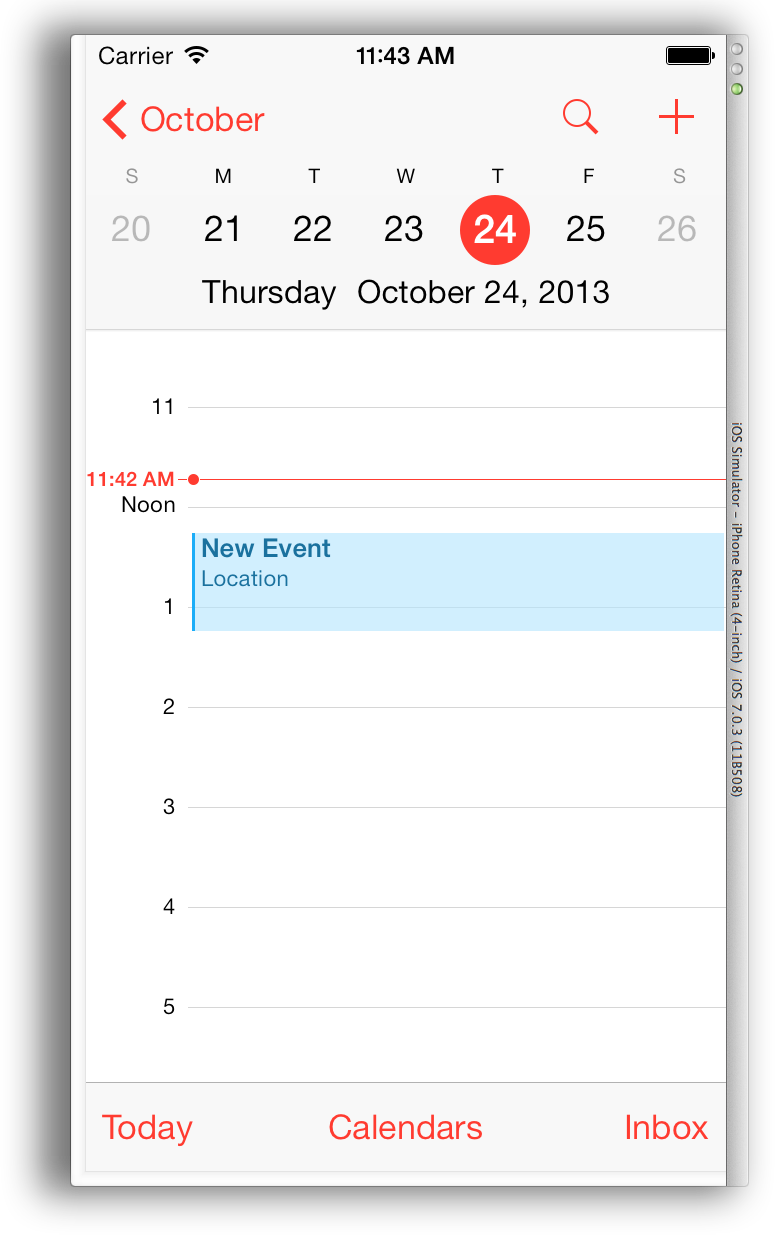 Carrier 11:43 AM
October
S M T W T F S
20 21 22 23 24 25 26
Thursday October 24, 2013
11
11:42 AM
Noon
New Event
Location
1
2
3
4
5
Today Calendars Inbox
iOS Simulator – iPhone Retina (4-inch) / iOS 7.0.3 (11B508)